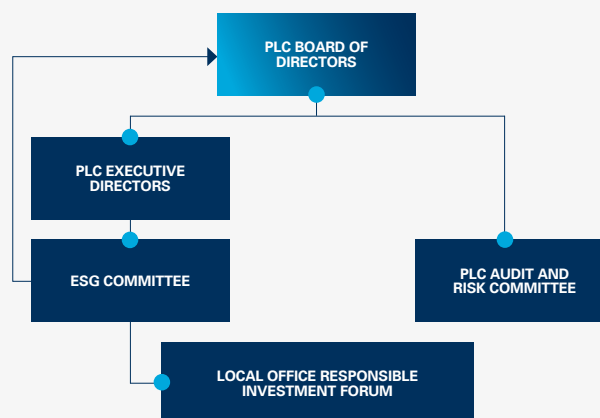 PLC BOARD OF
DIRECTORS
PLC EXECUTIVE
DIRECTORS
ESG COMMITTEE
PLC AUDIT AND
RISK COMMITTEE
LOCAL OFFICE RESPONSIBLE
INVESTMENT FORUM